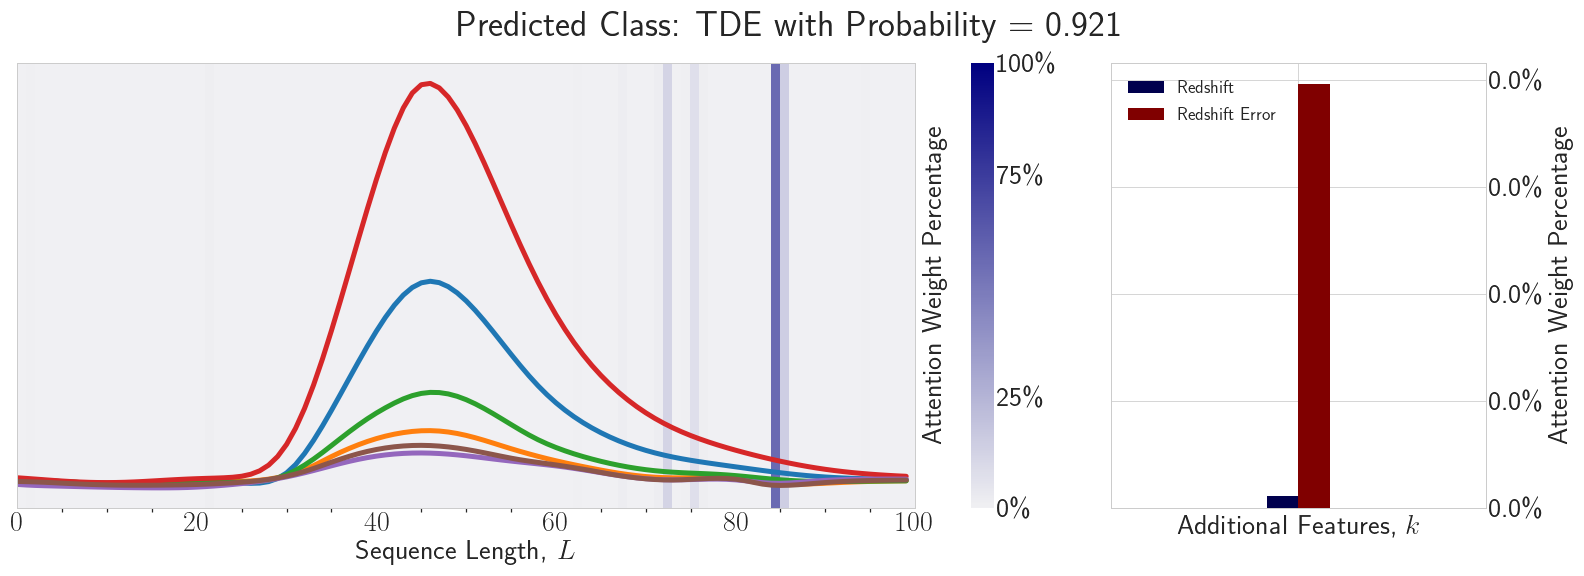 Predicted Class: TDE with Probability = 0.921
0 20 40 60 80 100
Sequence Length, L
Attention Weight Percentage
100%
75%
25%
0%
Redshift
Redshift Error
0.0%
0.0%
0.0%
0.0%
0.0%
Additional Features, k
Attention Weight Percentage